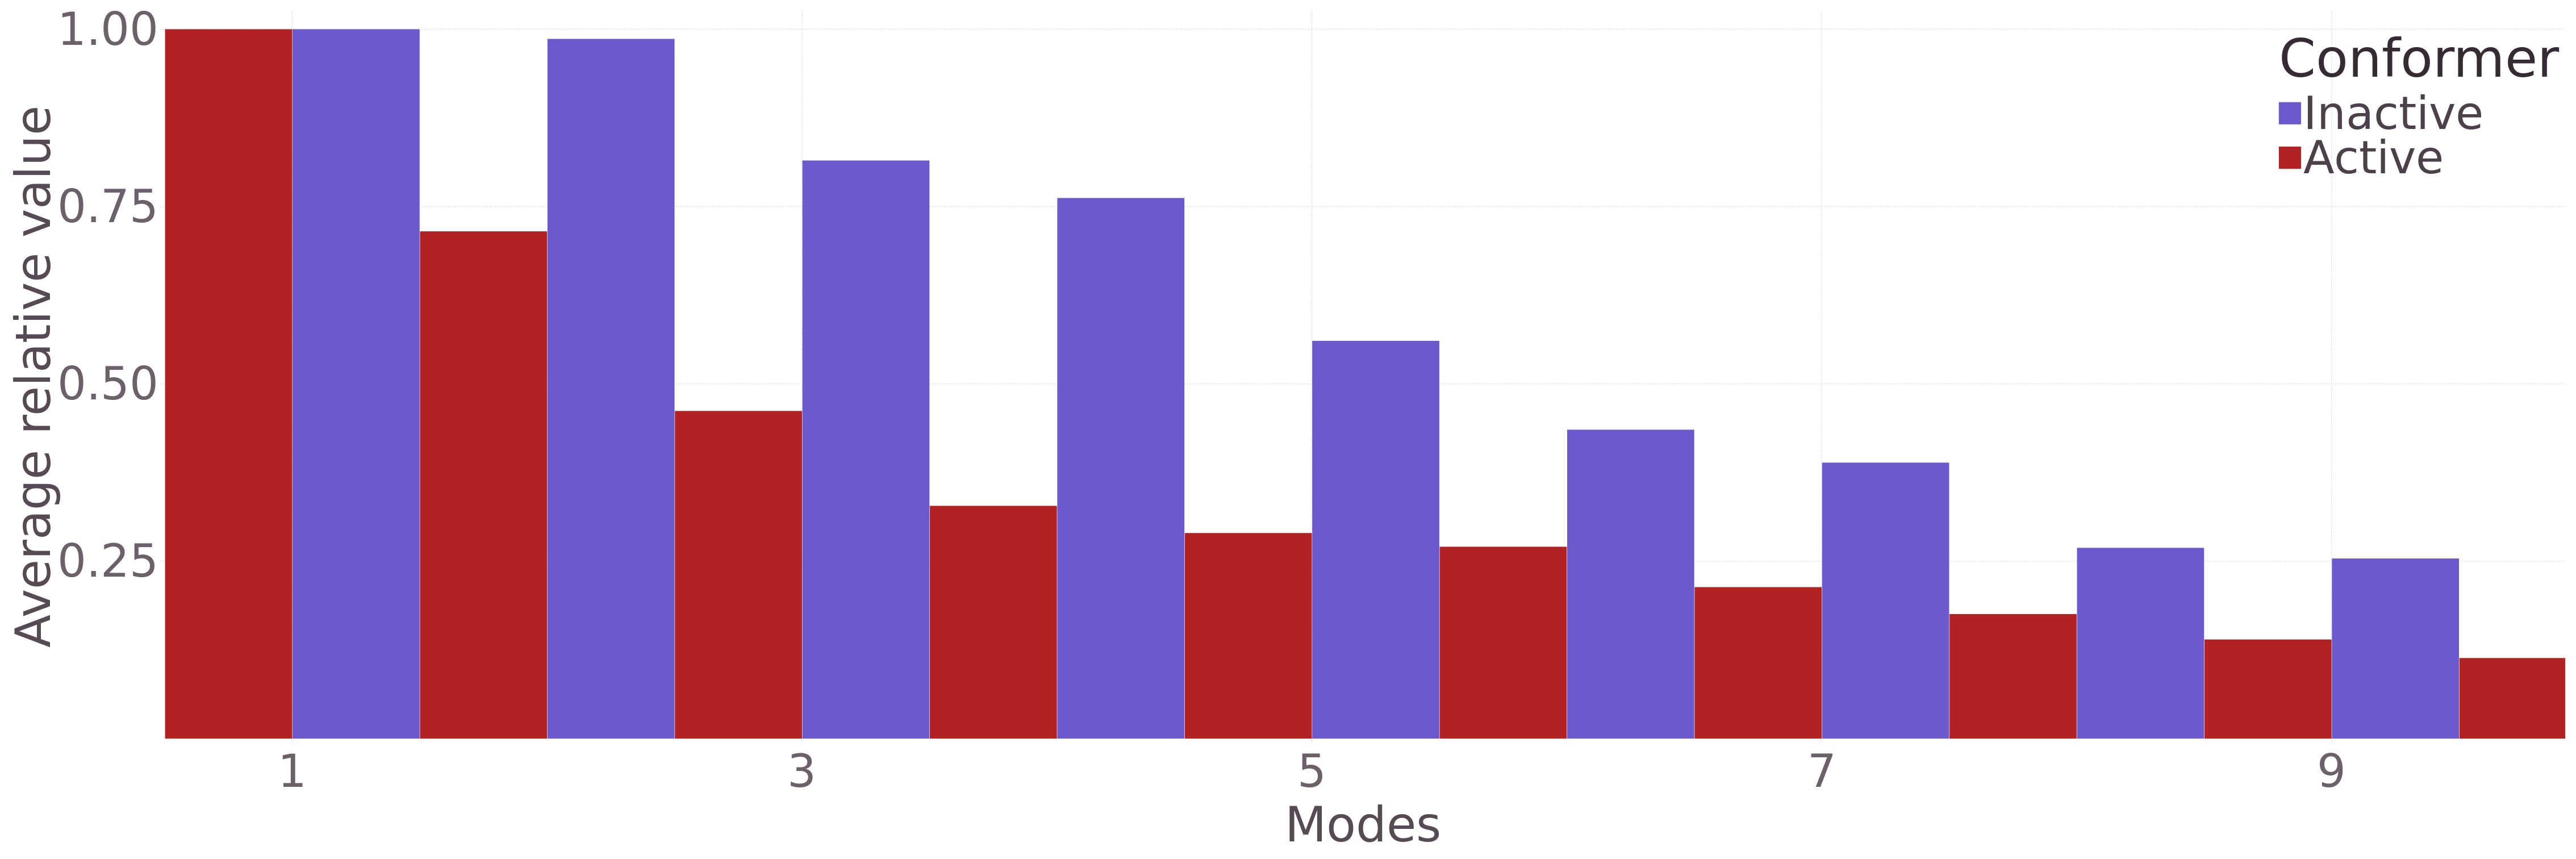 Average relative value
1.00
0.75
0.50
0.25
Conformer
Inactive
Active
1 3 5 7 9
Modes